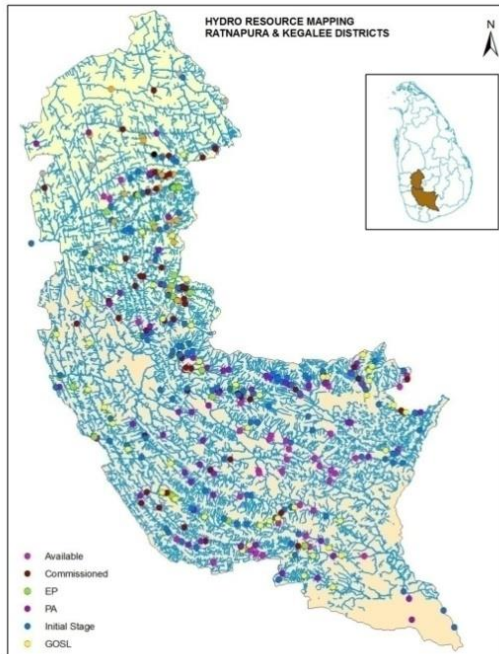 HYDRO RESOURCE MAPPING
RATNAPURA & KEGALEE DISTRICTS
N
Available
Commissioned
EP
PA
Initial Stage
GOSL